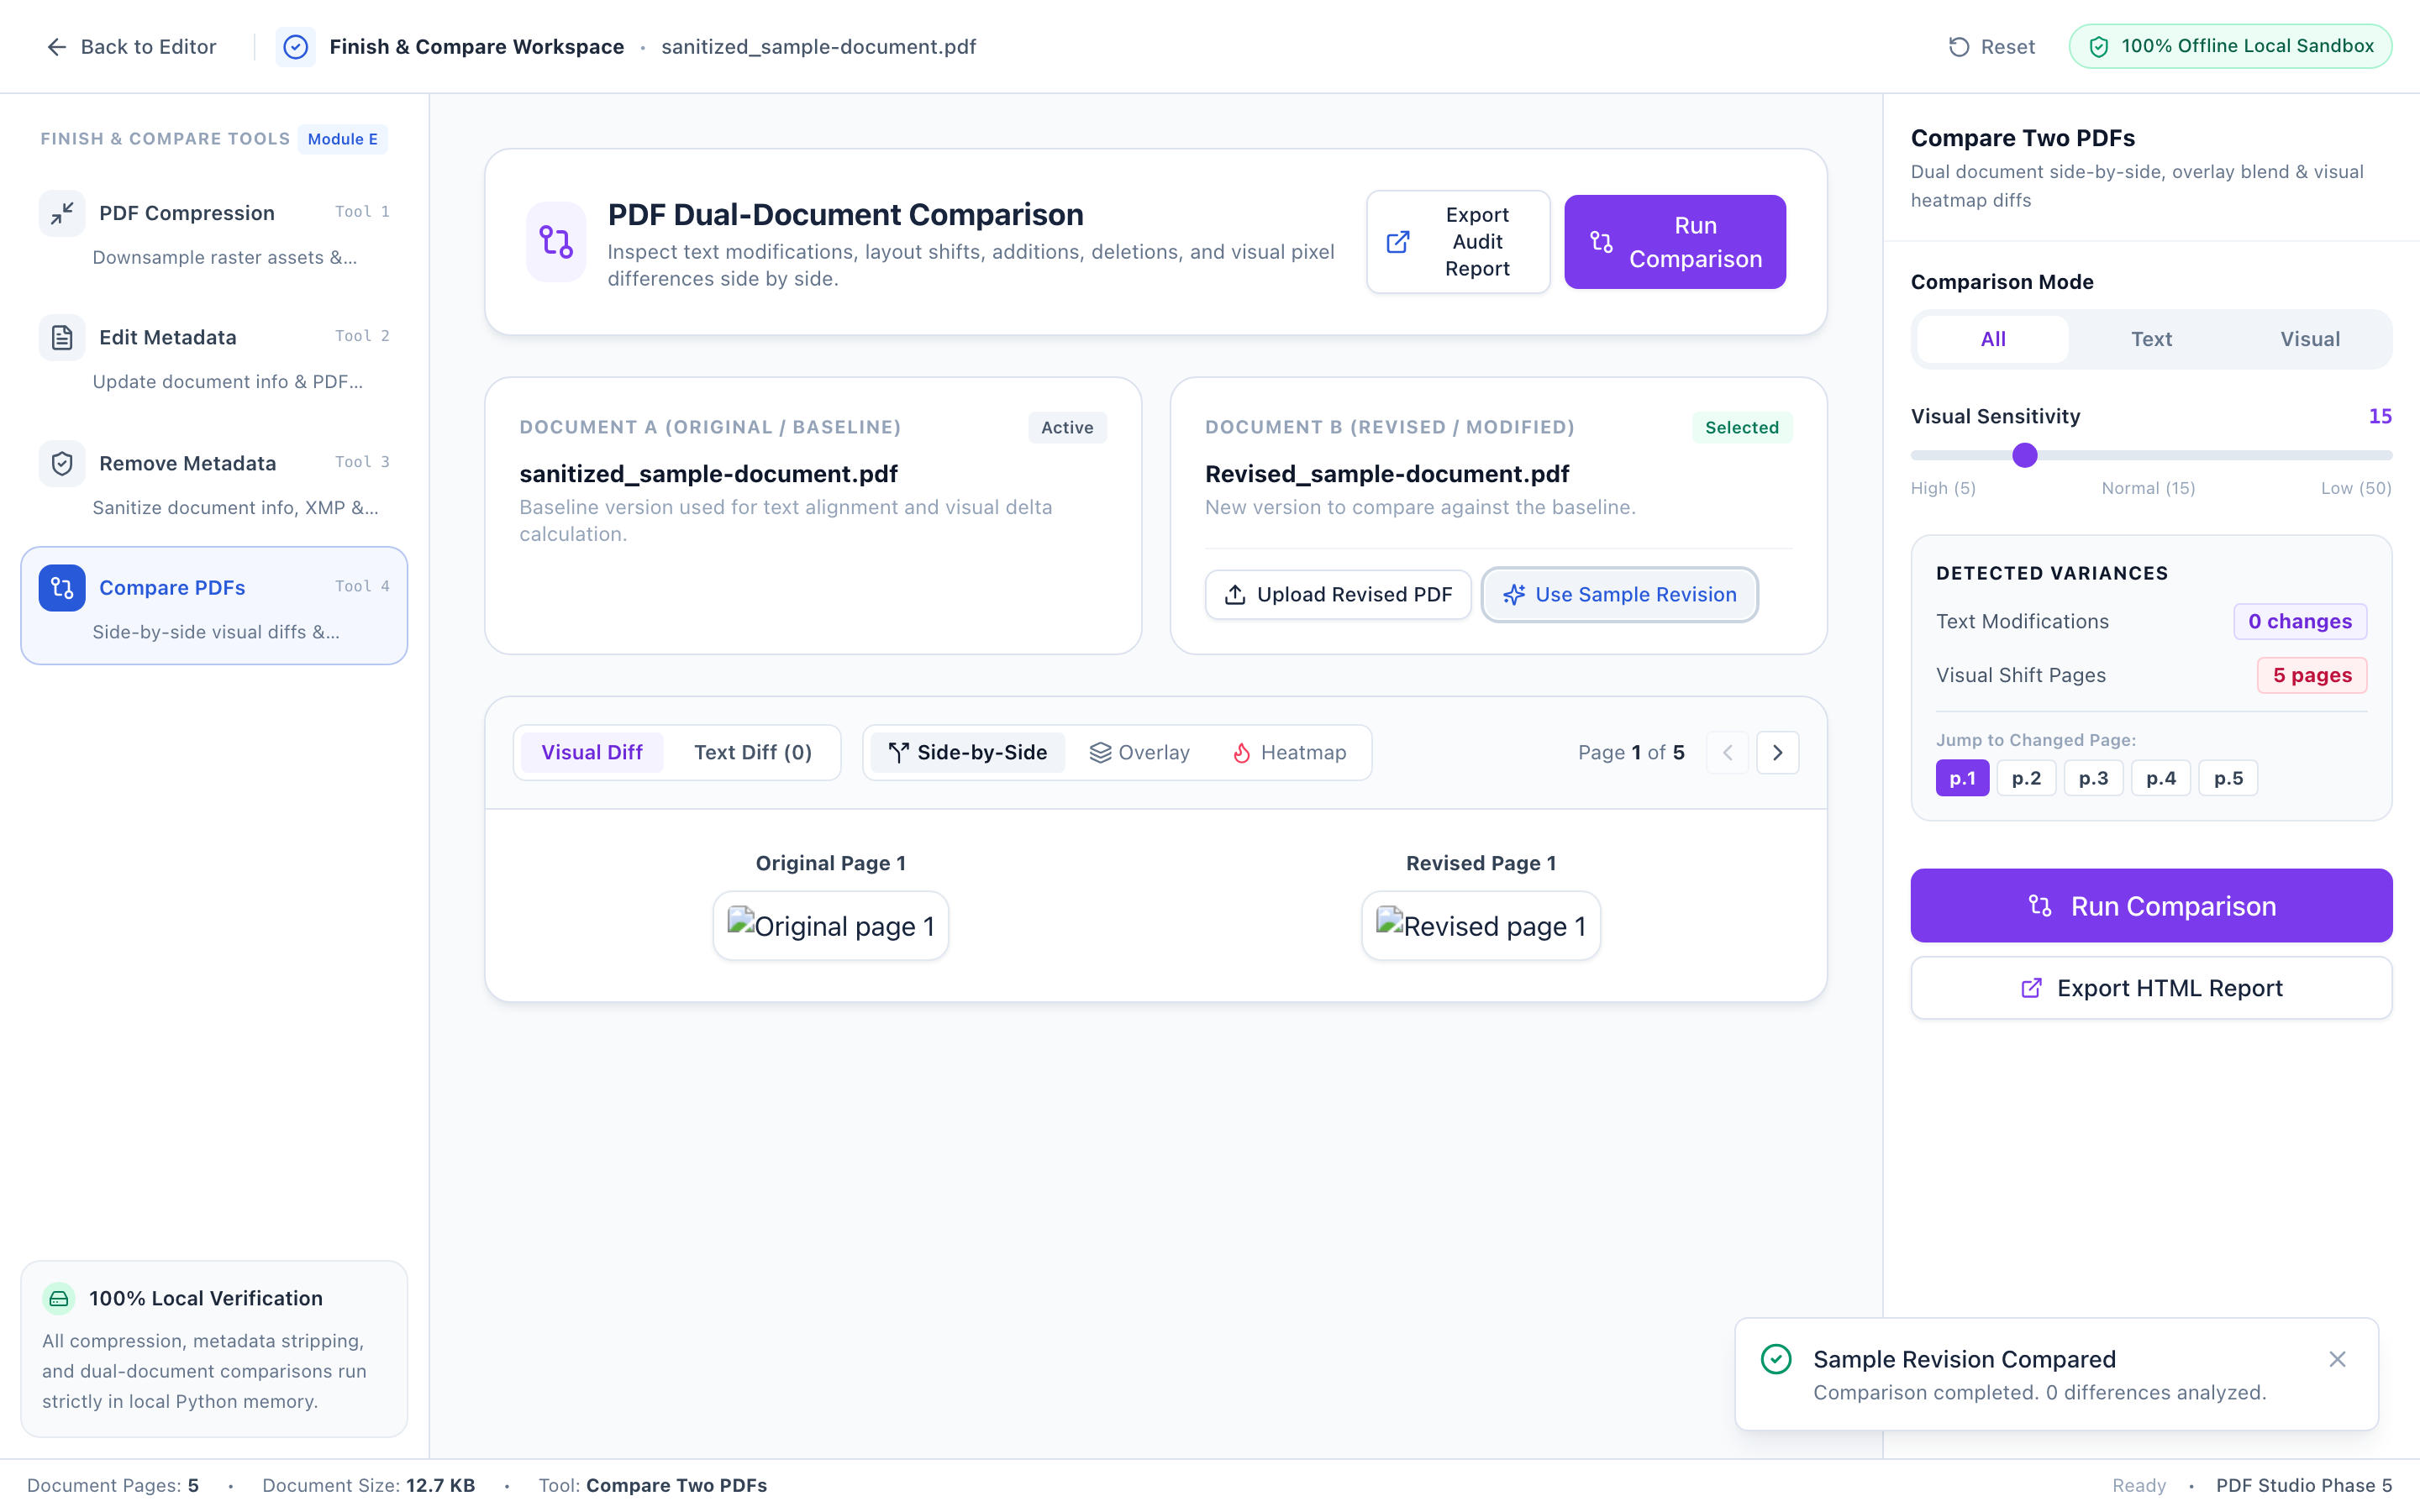 Back to Editor
Finish & Compare Workspace • sanitized_sample-document.pdf
Reset
100% Offline Local Sandbox
FINISH & COMPARE TOOLS Module E
PDF Compression Tool 1
Downsample raster assets &...
Edit Metadata Tool 2
Update document info & PDF...
Remove Metadata Tool 3
Sanitize document info, XMP &...
Compare PDFs Tool 4
Side-by-side visual diffs &...
100% Local Verification
All compression, metadata stripping,
and dual-document comparisons run
strictly in local Python memory.
PDF Dual-Document Comparison
Inspect text modifications, layout shifts, additions, deletions, and visual pixel
differences side by side.
Export
Audit
Report
Run
Comparison
DOCUMENT A (ORIGINAL / BASELINE) Active
sanitized_sample-document.pdf
Baseline version used for text alignment and visual delta
calculation.
DOCUMENT B (REVISED / MODIFIED) Selected
Revised_sample-document.pdf
New version to compare against the baseline.
Upload Revised PDF Use Sample Revision
Visual Diff Text Diff (0) Side-by-Side Overlay Heatmap Page 1 of 5
Original Page 1 Revised Page 1
Original page 1 Revised page 1
Compare Two PDFs
Dual document side-by-side, overlay blend & visual
heatmap diffs
Comparison Mode
All Text Visual
Visual Sensitivity 15
High (5) Normal (15) Low (50)
DETECTED VARIANCES
Text Modifications 0 changes
Visual Shift Pages 5 pages
Jump to Changed Page:
p.1 p.2 p.3 p.4 p.5
Run Comparison
Export HTML Report
Sample Revision Compared
Comparison completed. 0 differences analyzed.
Document Pages: 5 • Document Size: 12.7 KB • Tool: Compare Two PDFs
Ready • PDF Studio Phase 5